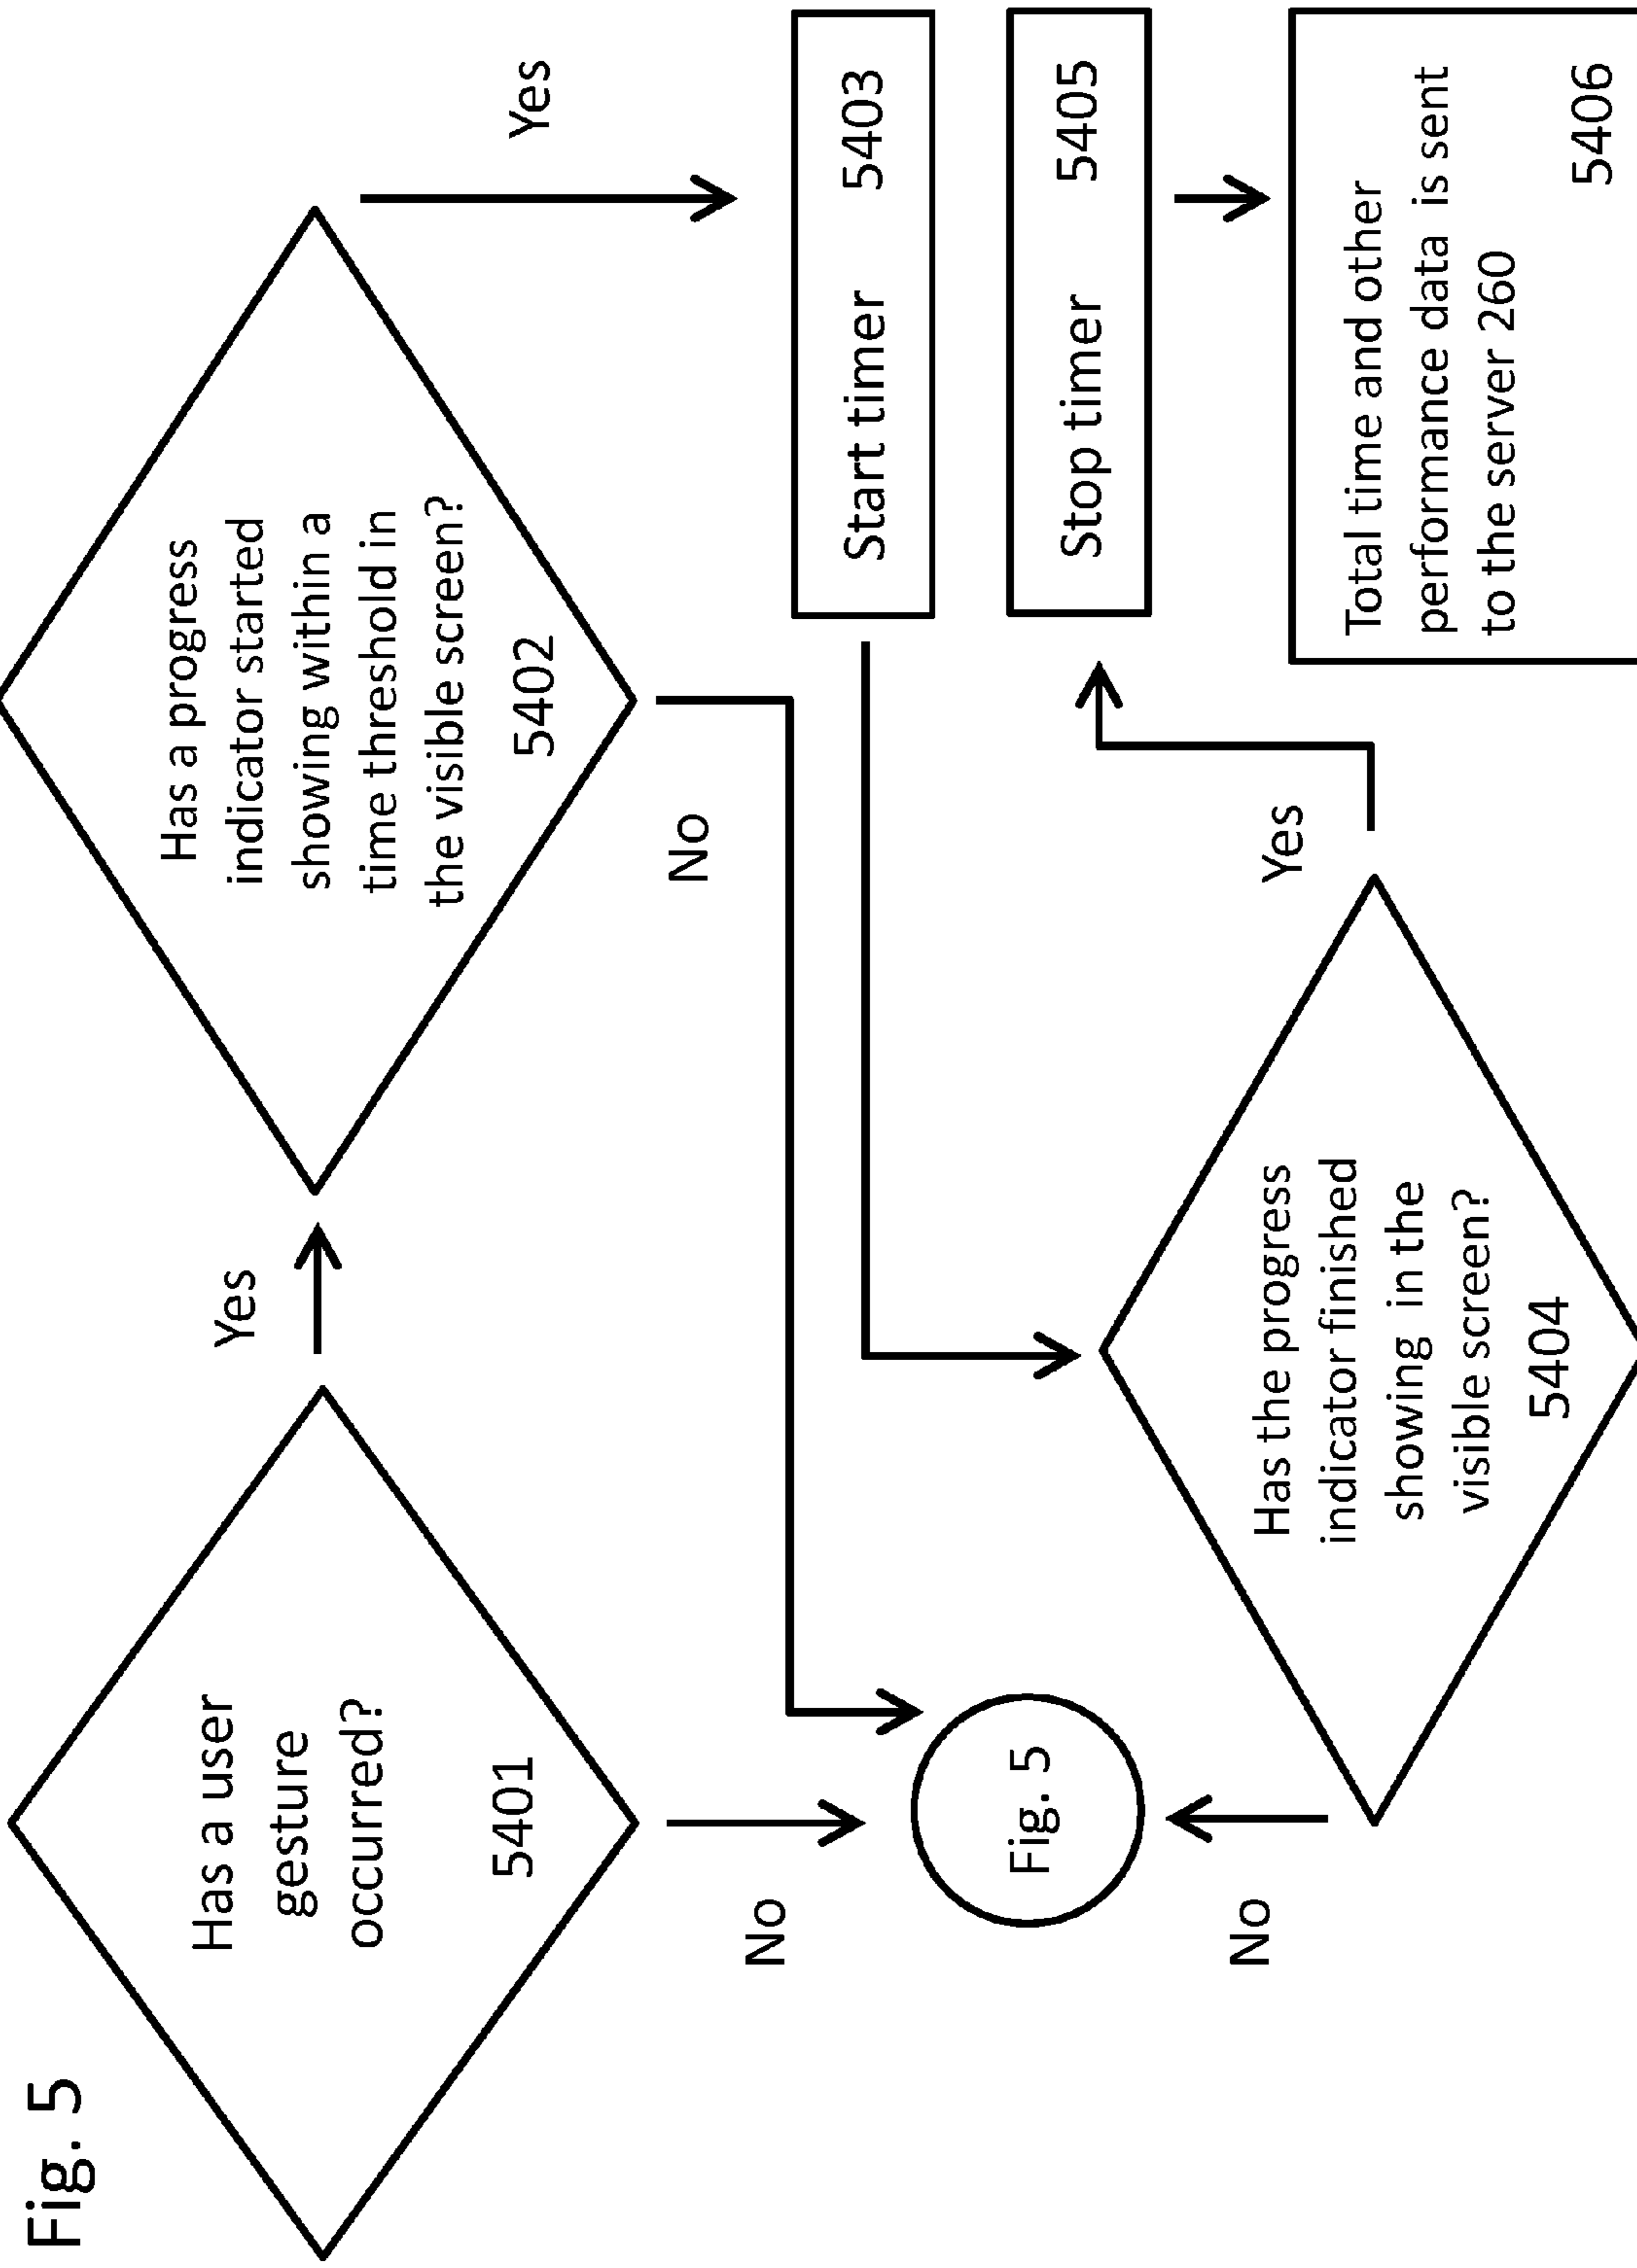 Fig. 5
Has a user
gesture
occurred?
5401
Yes
No
Has a progress
indicator started
showing within a
time threshold in
the visible screen?
5402
Yes
No
Start timer 5403
Fig. 5
Has the progress
indicator finished
showing in the
visible screen?
5404
No
Yes
Stop timer 5405
Total time and other
performance data is sent
to the server 260
5406